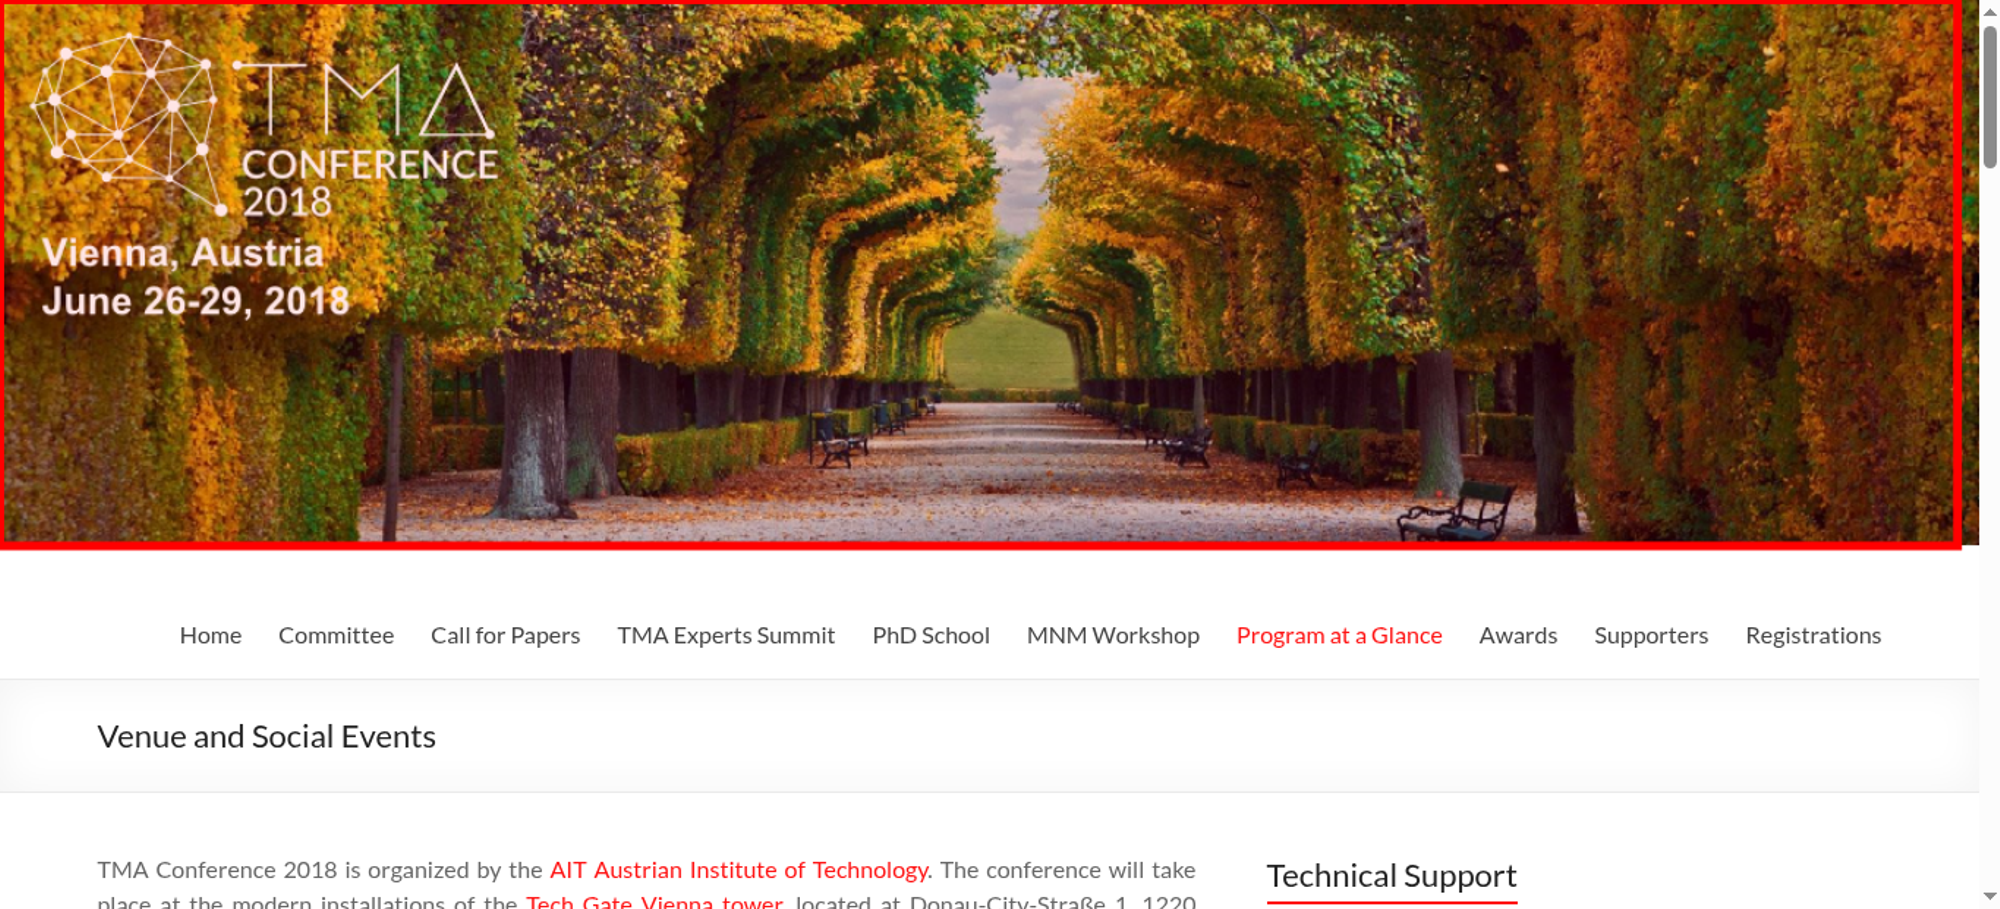 TMA
CONFERENCE
2018
Vienna, Austria
June 26-29, 2018
Home Committee Call for Papers TMA Experts Summit PhD School MNM Workshop Program at a Glance Awards Supporters Registrations
Venue and Social Events
TMA Conference 2018 is organized by the AIT Austrian Institute of Technology. The conference will take
place at the modern installations of the Tech Gate Vienna tower, located at Donau-City-Straße 1, 1220
Technical Support